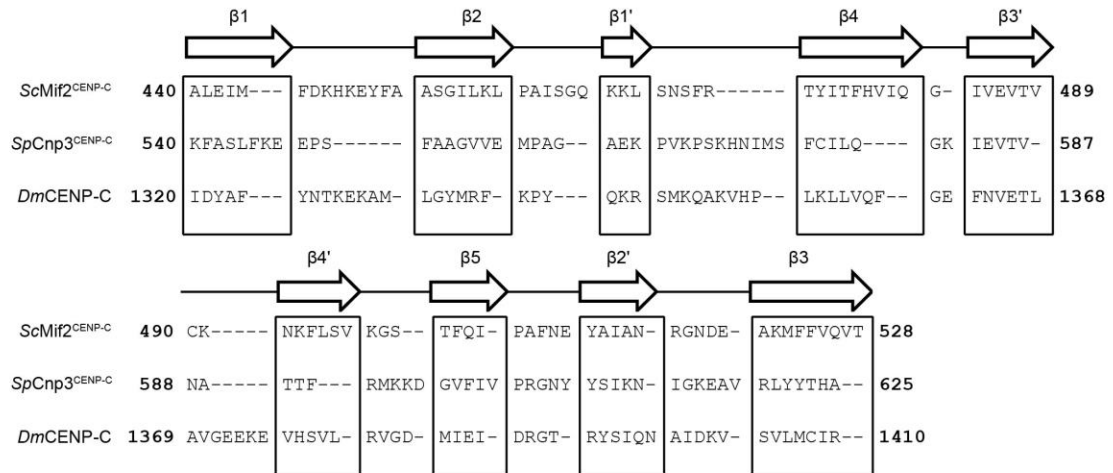 β1 β2 β1' β4 β3'
ScMif2CENP-C 440 ALEIM--- FDKHKEYFA ASGILKL PAISGQ KKL SNSFR------ TYITFHVIQ G- IVEVTV 489
SpCnp3CENP-C 540 KFASLFKE EPS------ FAAGVVE MPAG-- AEK PVKPSKHNIMS FCILQ---- GK IEVTV- 587
DmCENP-C 1320 IDYAF--- YNTKEKAM- LGYMRF- KPY--- QKR SMKQAKVHP-- LKLLVQF-- GE FNVETL 1368
β4' β5 β2' β3
ScMif2CENP-C 490 CK----- NKFLSV KGS-- TFQI- PAFNE YAIAN- RGNDE- AKMFFVQVT 528
SpCnp3CENP-C 588 NA----- TTF--- RMKKD GVFIV PRGNY YSIKN- IGKEAV RLYYTHA-- 625
DmCENP-C 1369 AVGEEKE VHSVL- RVGD- MIEI- DRGT- RYSIQN AIDKV- SVLMCIR-- 1410